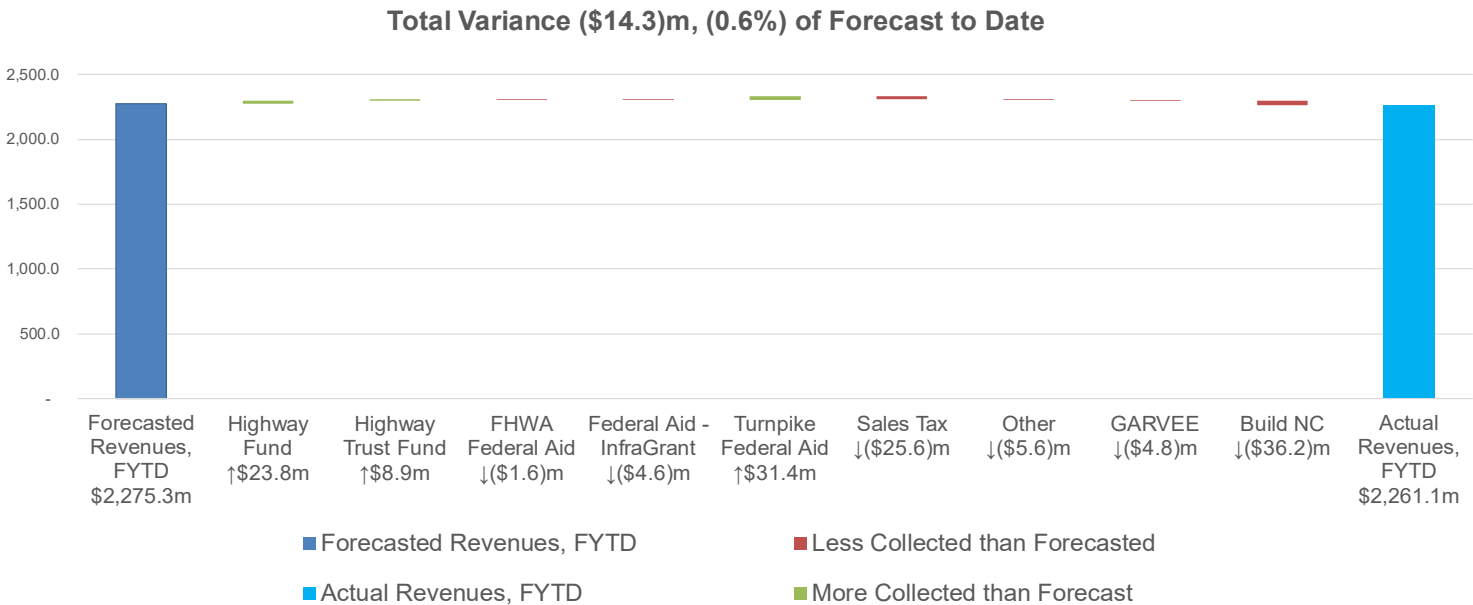 Total Variance ($14.3)m, (0.6%) of Forecast to Date
2,500.0
2,000.0
1,500.0
1,000.0
500.0
-
Forecasted
Revenues,
FYTD
$2,275.3m
Highway
Fund
↑$23.8m
Highway
Trust Fund
↑$8.9m
FHWA
Federal Aid
↓($1.6)m
Federal Aid -
InfraGrant
↓($4.6)m
Turnpike
Federal Aid
↑$31.4m
Sales Tax
↓($25.6)m
Other
↓($5.6)m
GARVEE
↓($4.8)m
Build NC
↓($36.2)m
Actual
Revenues,
FYTD
$2,261.1m
Forecasted Revenues, FYTD
Less Collected than Forecasted
Actual Revenues, FYTD
More Collected than Forecast